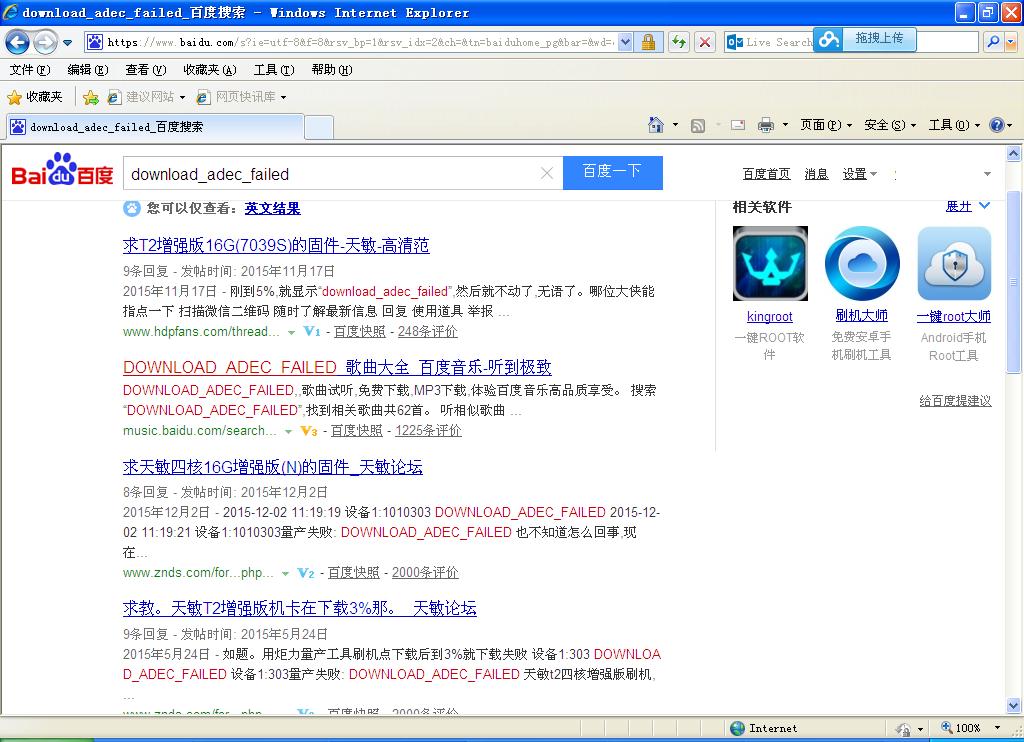 download_adec_failed_百度搜索 - Windows Internet Explorer
https://www.baidu.com/s?ie=utf-8&f=8&rsv_bp=1&rsv_idx=2&ch=&tn=baiduhome_pg&bar=&wd=
Live Search
拖拽上传
文件(F) 编辑(E) 查看(V) 收藏夹(A) 工具(T) 帮助(H)
收藏夹 建议网站 网页快讯库
download_adec_failed_百度搜索
页面(P) 安全(S) 工具(O)
Bai du 百度
download_adec_failed
百度一下
百度首页 消息 设置
您可以仅查看：英文结果
求T2增强版16G(7039S)的固件-天敏-高清范
9条回复 - 发帖时间: 2015年11月17日
2015年11月17日 - 刚到5%,就显示“download_adec_failed”,然后就不动了,无语了。哪位大侠能
指点一下 扫描微信二维码 随时了解最新信息 回复 使用道具 举报 ...
www.hdpfans.com/thread... V1 - 百度快照 - 248条评价
DOWNLOAD_ADEC_FAILED_歌曲大全_百度音乐-听到极致
DOWNLOAD_ADEC_FAILED,,歌曲试听,免费下载,MP3下载,体验百度音乐高品质享受。 搜索
“DOWNLOAD_ADEC_FAILED”,找到相关歌曲共62首。 听相似歌曲 ...
music.baidu.com/search... V3 - 百度快照 - 1225条评价
求天敏四核16G增强版(N)的固件_天敏论坛
8条回复 - 发帖时间: 2015年12月2日
2015年12月2日 - 2015-12-02 11:19:19 设备1:1010303 DOWNLOAD_ADEC_FAILED 2015-12-
02 11:19:21 设备1:1010303量产失败: DOWNLOAD_ADEC_FAILED 也不知道怎么回事,现
在...
www.znds.com/for...php... V2 - 百度快照 - 2000条评价
求教。天敏T2增强版机卡在下载3%那。_天敏论坛
9条回复 - 发帖时间: 2015年5月24日
2015年5月24日 - 如题。用炬力量产工具刷机点下载后到3%就下载失败 设备1:303 DOWNLOA
D_ADEC_FAILED 设备1:303量产失败: DOWNLOAD_ADEC_FAILED 天敏t2四核增强版刷机,
...
www.znds.com/for...php... V2 - 百度快照 - 2000条评价
相关软件 展开
kingroot 刷机大师 一键root大师
一键ROOT软件 免费安卓手机刷机工具 Android手机Root工具
给百度提建议
Internet 100%